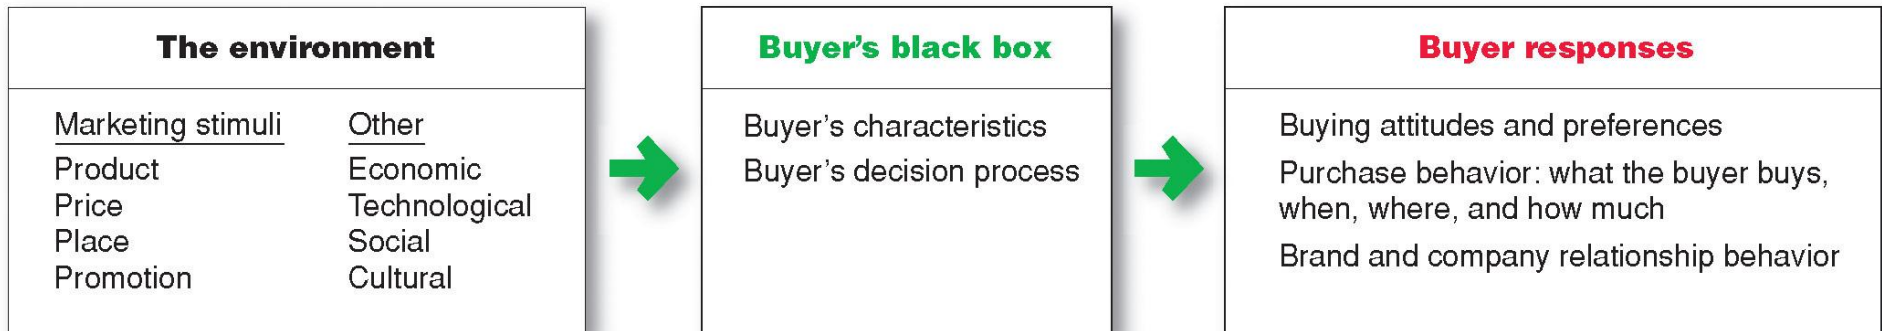 The environment
Marketing stimuli
Product
Price
Place
Promotion
Other
Economic
Technological
Social
Cultural
Buyer’s black box
Buyer’s characteristics
Buyer’s decision process
Buyer responses
Buying attitudes and preferences
Purchase behavior: what the buyer buys,
when, where, and how much
Brand and company relationship behavior